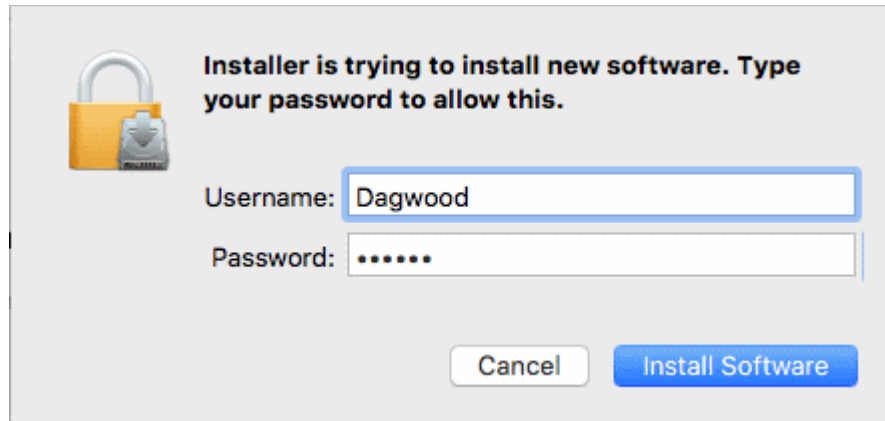 Installer is trying to install new software. Type
your password to allow this.
Username: Dagwood
Password: ••••••
Cancel Install Software